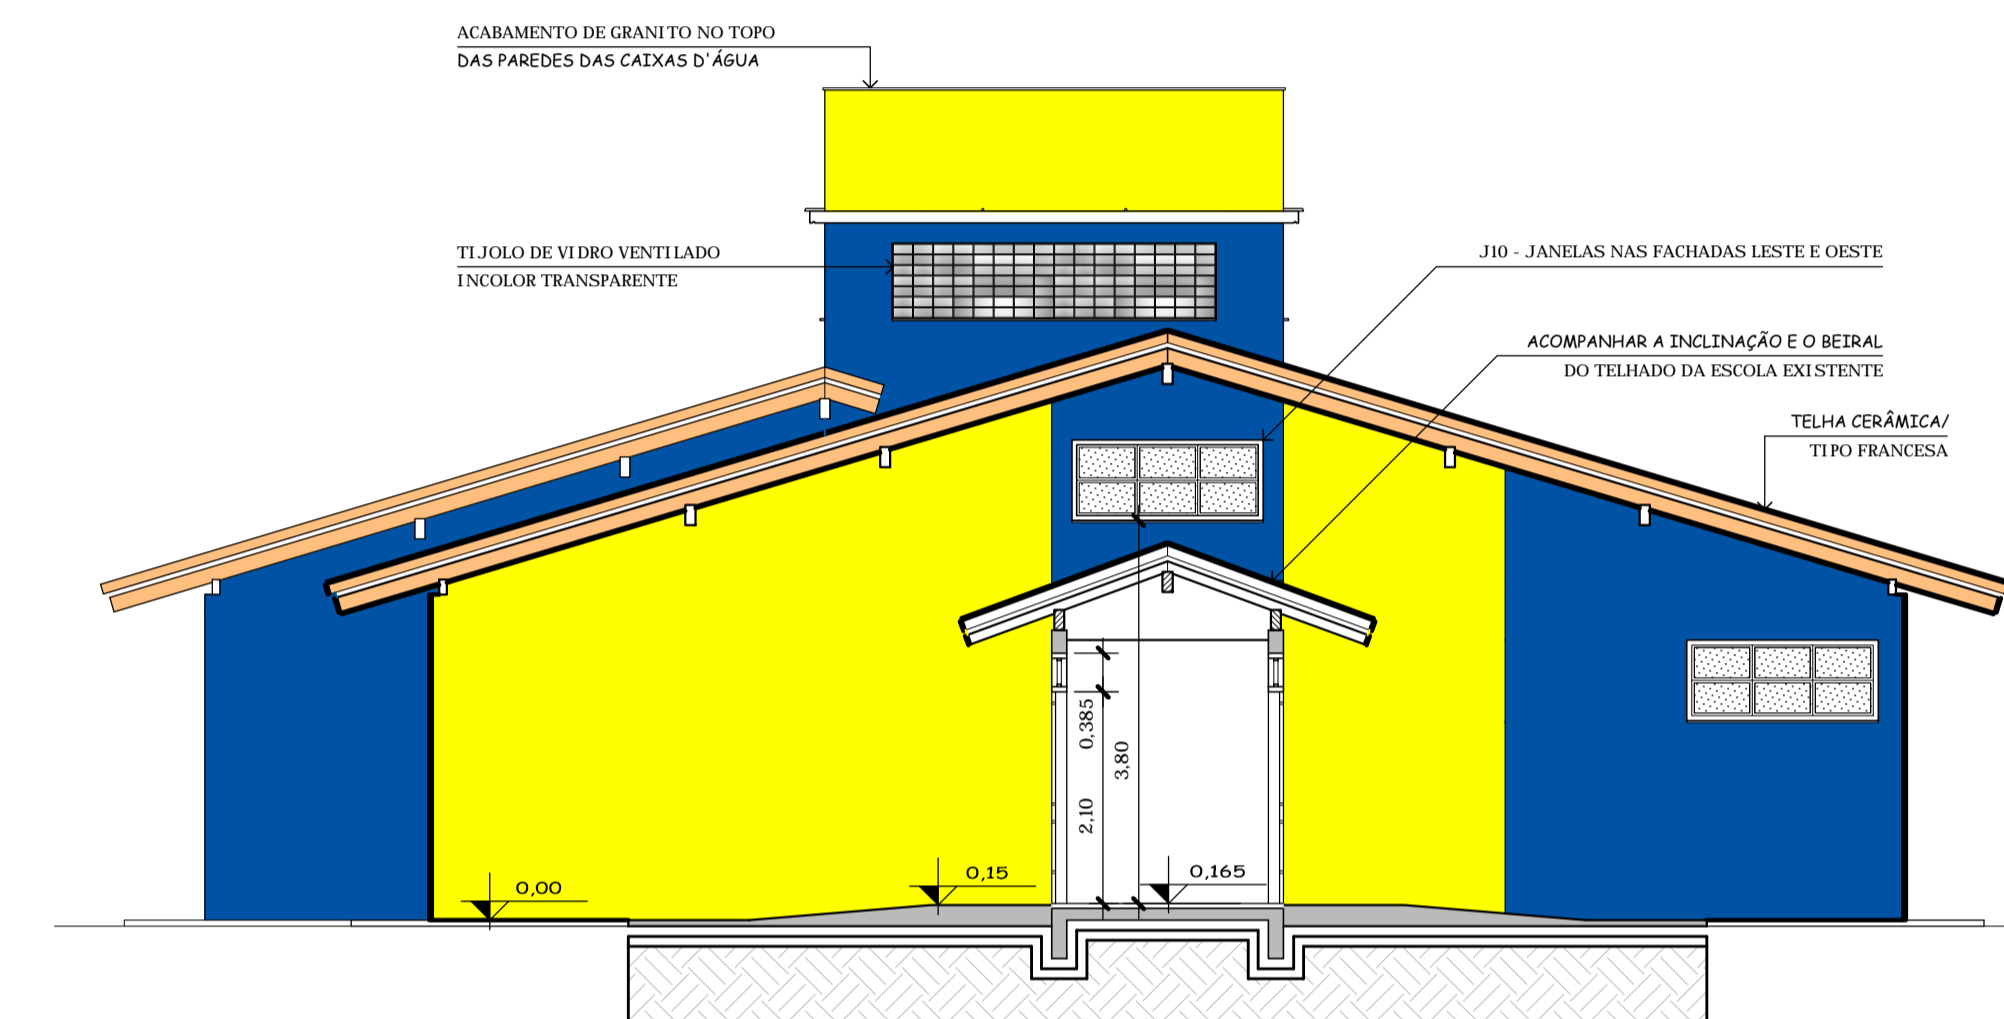 ACABAMENTO DE GRANITO NO TOPO
DAS PAREDES DAS CAIXAS D'ÁGUA
TIJOLO DE VIDRO VENTILADO
INCOLOR TRANSPARENTE
J10 - JANELAS NAS FACHADAS LESTE E OESTE
ACOMPANHAR A INCLINAÇÃO E O BEIRAL
DO TELHADO DA ESCOLA EXISTENTE
TELHA CERÂMICA/
TIPO FRANCESA
0,385
3,80
2,10
0,00
0,15
0,165